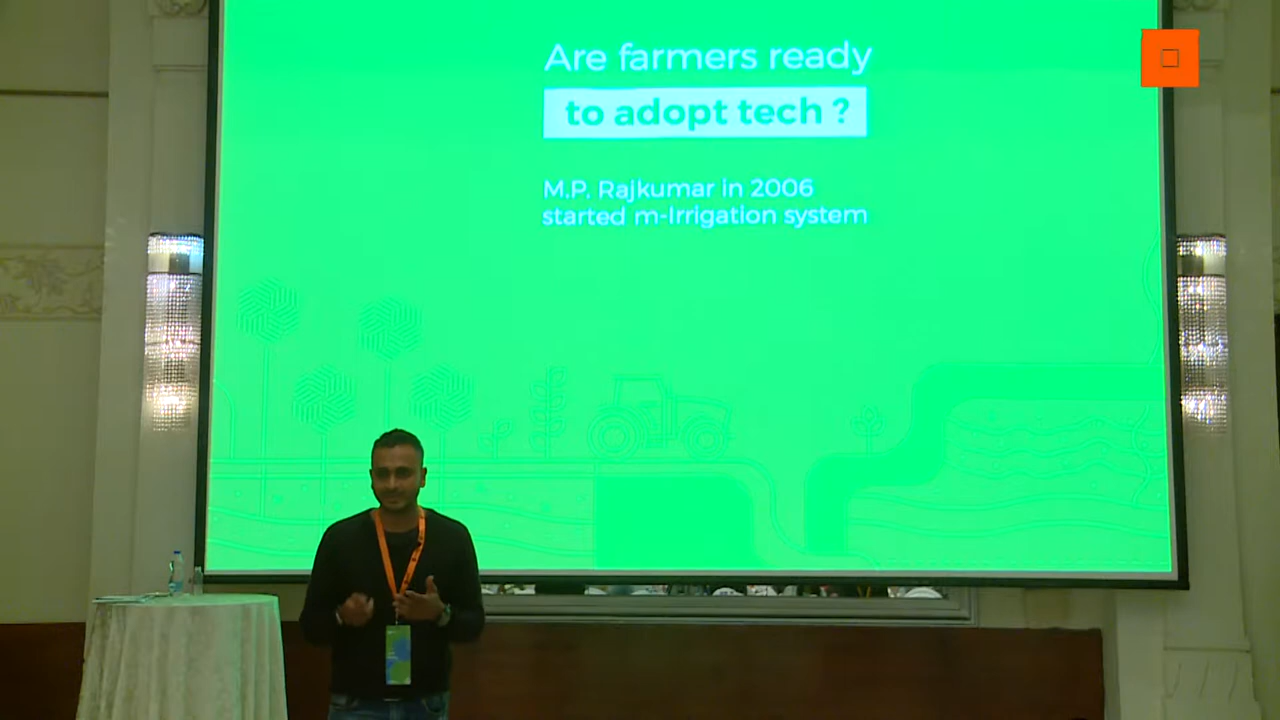 Are farmers ready
to adopt tech ?
M.P. Rajkumar in 2006
started m-Irrigation system